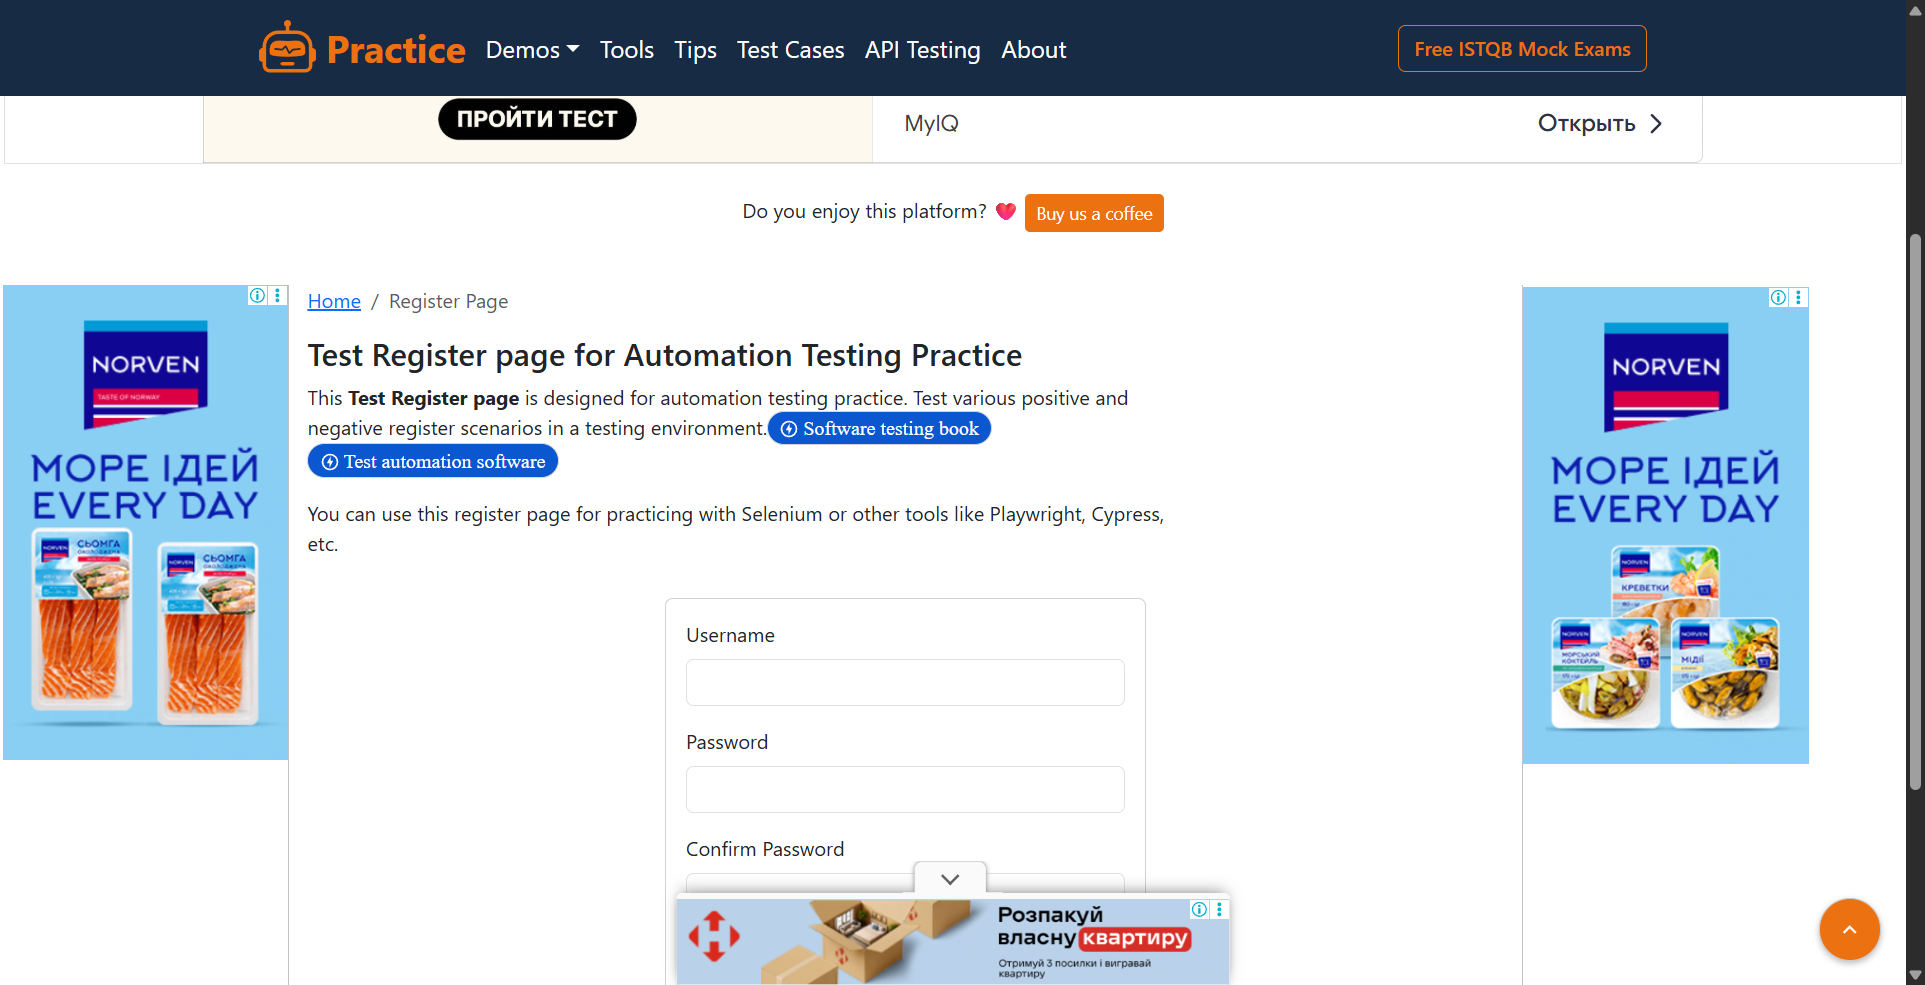 Practice
Demos
Tools
Tips
Test Cases
API Testing
About
Free ISTQB Mock Exams
ПРОЙТИ ТЕСТ
MyIQ
Открыть
Do you enjoy this platform?
Buy us a coffee
NORVEN
TASTE OF NORWAY
МОРЕ ІДЕЙ
EVERY DAY
NORVEN
СЬОМГА
NORVEN
СЬОМГА
Home / Register Page
Test Register page for Automation Testing Practice
This Test Register page is designed for automation testing practice. Test various positive and
negative register scenarios in a testing environment. Software testing book
Test automation software
You can use this register page for practicing with Selenium or other tools like Playwright, Cypress,
etc.
Username
Password
Confirm Password
Розпакуй
власну квартиру
Отримуй 3 посилки і вигравай
квартиру
NORVEN
МОРЕ ІДЕЙ
EVERY DAY
NORVEN
КРЕВЕТКИ
NORVEN
МОРСЬКИЙ
КОКТЕЙЛЬ
NORVEN
МІДІЇ